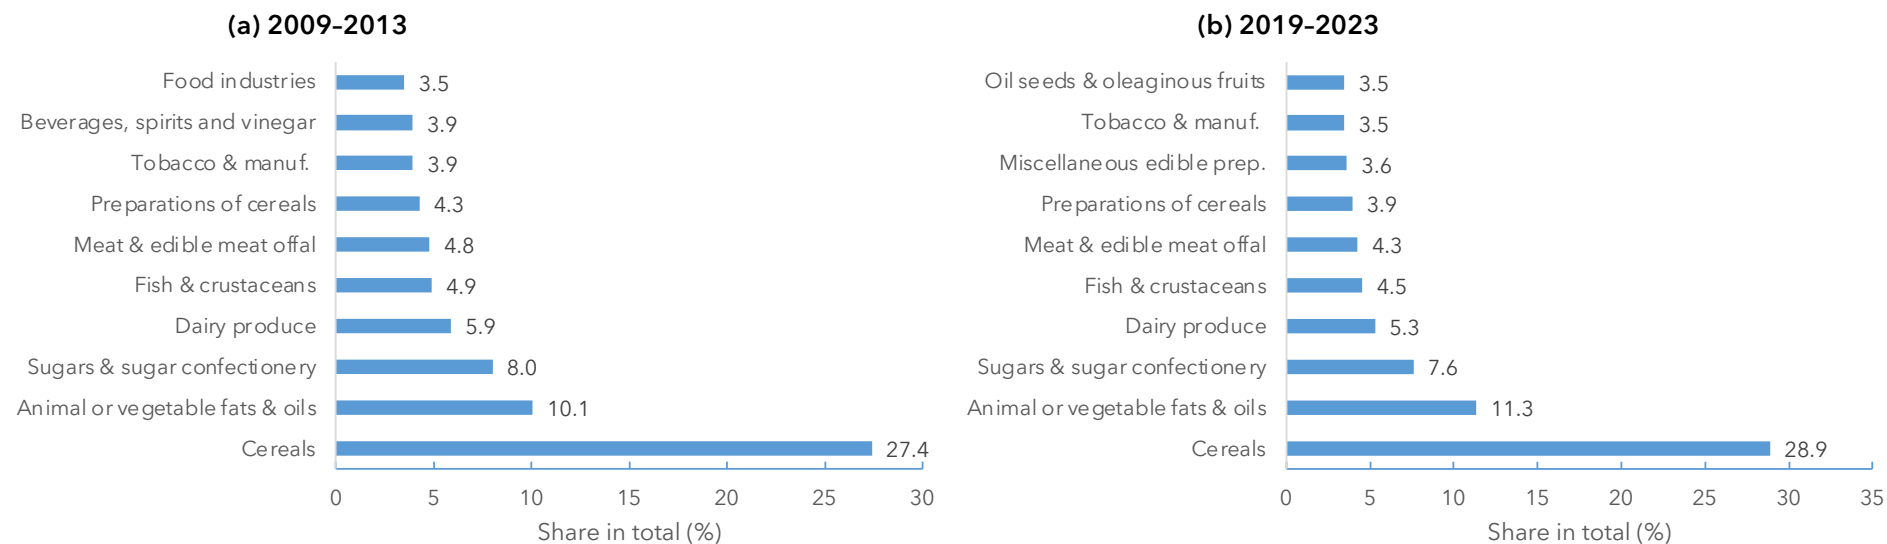 (a) 2009–2013
Food industries 3.5
Beverages, spirits and vinegar 3.9
Tobacco & manuf. 3.9
Preparations of cereals 4.3
Meat & edible meat offal 4.8
Fish & crustaceans 4.9
Dairy produce 5.9
Sugars & sugar confectionery 8.0
Animal or vegetable fats & oils 10.1
Cereals 27.4
0 5 10 15 20 25 30
Share in total (%)
(b) 2019–2023
Oil seeds & oleaginous fruits 3.5
Tobacco & manuf. 3.5
Miscellaneous edible prep. 3.6
Preparations of cereals 3.9
Meat & edible meat offal 4.3
Fish & crustaceans 4.5
Dairy produce 5.3
Sugars & sugar confectionery 7.6
Animal or vegetable fats & oils 11.3
Cereals 28.9
0 5 10 15 20 25 30 35
Share in total (%)